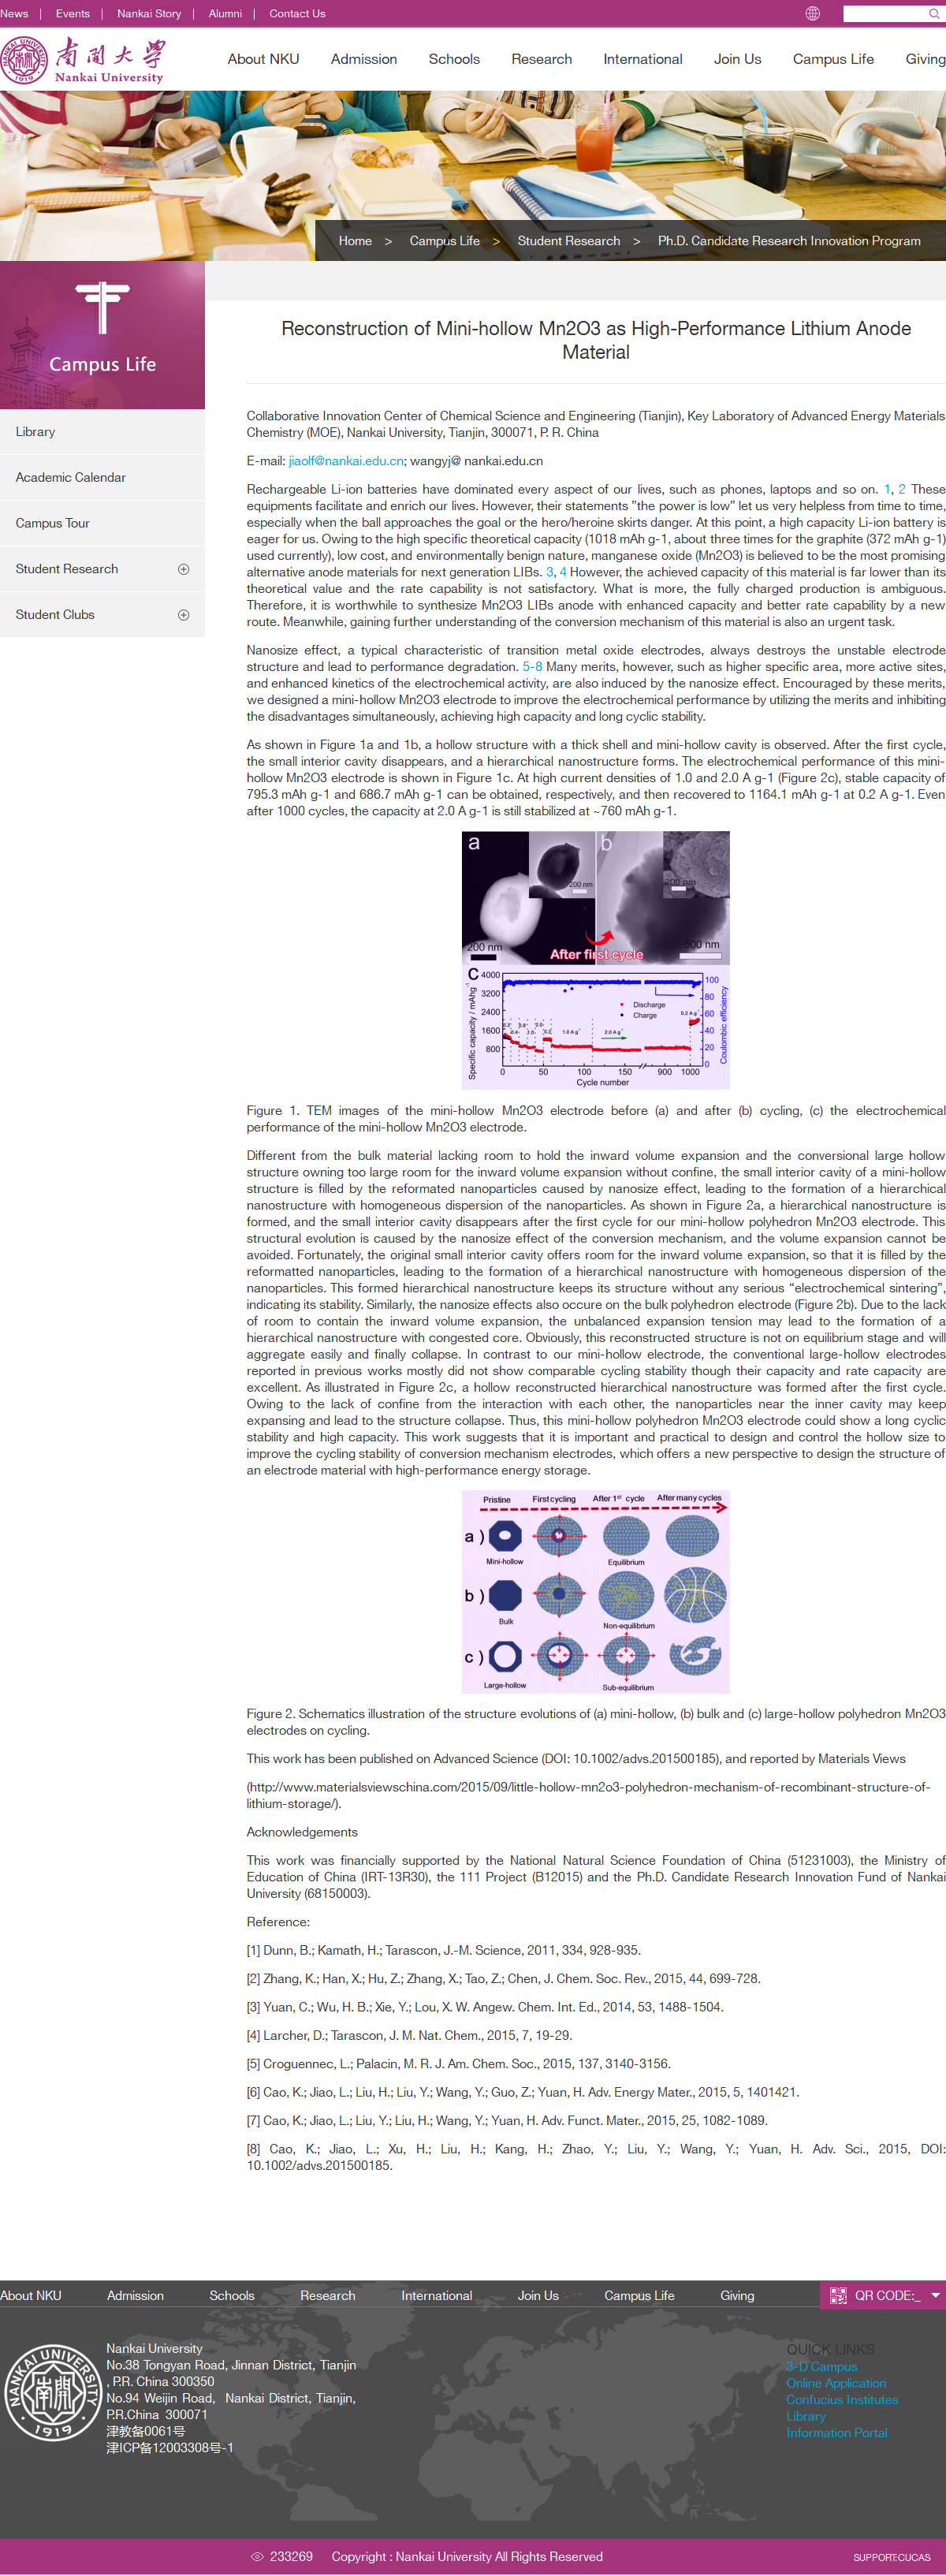 News | Events | Nankai Story | Alumni | Contact Us
南開大学
Nankai University
About NKU Admission Schools Research International Join Us Campus Life Giving
Home > Campus Life > Student Research > Ph.D. Candidate Research Innovation Program
Campus Life
Library
Academic Calendar
Campus Tour
Student Research
Student Clubs
Reconstruction of Mini-hollow Mn2O3 as High-Performance Lithium Anode
Material
Collaborative Innovation Center of Chemical Science and Engineering (Tianjin), Key Laboratory of Advanced Energy Materials
Chemistry (MOE), Nankai University, Tianjin, 300071, P. R. China
E-mail: jiaolf@nankai.edu.cn; wangyj@ nankai.edu.cn
Rechargeable Li-ion batteries have dominated every aspect of our lives, such as phones, laptops and so on. 1, 2 These
equipments facilitate and enrich our lives. However, their statements ”the power is low” let us very helpless from time to time,
especially when the ball approaches the goal or the hero/heroine skirts danger. At this point, a high capacity Li-ion battery is
eager for us. Owing to the high specific theoretical capacity (1018 mAh g-1, about three times for the graphite (372 mAh g-1)
used currently), low cost, and environmentally benign nature, manganese oxide (Mn2O3) is believed to be the most promising
alternative anode materials for next generation LIBs. 3, 4 However, the achieved capacity of this material is far lower than its
theoretical value and the rate capability is not satisfactory. What is more, the fully charged production is ambiguous.
Therefore, it is worthwhile to synthesize Mn2O3 LIBs anode with enhanced capacity and better rate capability by a new
route. Meanwhile, gaining further understanding of the conversion mechanism of this material is also an urgent task.
Nanosize effect, a typical characteristic of transition metal oxide electrodes, always destroys the unstable electrode
structure and lead to performance degradation. 5-8 Many merits, however, such as higher specific area, more active sites,
and enhanced kinetics of the electrochemical activity, are also induced by the nanosize effect. Encouraged by these merits,
we designed a mini-hollow Mn2O3 electrode to improve the electrochemical performance by utilizing the merits and inhibiting
the disadvantages simultaneously, achieving high capacity and long cyclic stability.
As shown in Figure 1a and 1b, a hollow structure with a thick shell and mini-hollow cavity is observed. After the first cycle,
the small interior cavity disappears, and a hierarchical nanostructure forms. The electrochemical performance of this mini-
hollow Mn2O3 electrode is shown in Figure 1c. At high current densities of 1.0 and 2.0 A g-1 (Figure 2c), stable capacity of
795.3 mAh g-1 and 686.7 mAh g-1 can be obtained, respectively, and then recovered to 1164.1 mAh g-1 at 0.2 A g-1. Even
after 1000 cycles, the capacity at 2.0 A g-1 is still stabilized at ~760 mAh g-1.
a b
200 nm 200 nm
200 nm 500 nm
After first cycle
C
4000 3200 2400 1600 800
Specific capacity / mAhg-1
100 80 60 40 20 0
Coulombic efficiency
Discharge
Charge
1.0 A g-1 2.0 A g-1 0.2 A g-1
0 50 100 150 900 1000
Cycle number
Figure 1. TEM images of the mini-hollow Mn2O3 electrode before (a) and after (b) cycling, (c) the electrochemical
performance of the mini-hollow Mn2O3 electrode.
Different from the bulk material lacking room to hold the inward volume expansion and the conversional large hollow
structure owning too large room for the inward volume expansion without confine, the small interior cavity of a mini-hollow
structure is filled by the reformated nanoparticles caused by nanosize effect, leading to the formation of a hierarchical
nanostructure with homogeneous dispersion of the nanoparticles. As shown in Figure 2a, a hierarchical nanostructure is
formed, and the small interior cavity disappears after the first cycle for our mini-hollow polyhedron Mn2O3 electrode. This
structural evolution is caused by the nanosize effect of the conversion mechanism, and the volume expansion cannot be
avoided. Fortunately, the original small interior cavity offers room for the inward volume expansion, so that it is filled by the
reformatted nanoparticles, leading to the formation of a hierarchical nanostructure with homogeneous dispersion of the
nanoparticles. This formed hierarchical nanostructure keeps its structure without any serious “electrochemical sintering”,
indicating its stability. Similarly, the nanosize effects also occure on the bulk polyhedron electrode (Figure 2b). Due to the lack
of room to contain the inward volume expansion, the unbalanced expansion tension may lead to the formation of a
hierarchical nanostructure with congested core. Obviously, this reconstructed structure is not on equilibrium stage and will
aggregate easily and finally collapse. In contrast to our mini-hollow electrode, the conventional large-hollow electrodes
reported in previous works mostly did not show comparable cycling stability though their capacity and rate capacity are
excellent. As illustrated in Figure 2c, a hollow reconstructed hierarchical nanostructure was formed after the first cycle.
Owing to the lack of confine from the interaction with each other, the nanoparticles near the inner cavity may keep
expansing and lead to the structure collapse. Thus, this mini-hollow polyhedron Mn2O3 electrode could show a long cyclic
stability and high capacity. This work suggests that it is important and practical to design and control the hollow size to
improve the cycling stability of conversion mechanism electrodes, which offers a new perspective to design the structure of
an electrode material with high-performance energy storage.
Pristine First cycling After 1st cycle After many cycles
a )
Mini-hollow Equilibrium
b )
Bulk Non-equilibrium
c )
Large-hollow Sub-equilibrium
Figure 2. Schematics illustration of the structure evolutions of (a) mini-hollow, (b) bulk and (c) large-hollow polyhedron Mn2O3
electrodes on cycling.
This work has been published on Advanced Science (DOI: 10.1002/advs.201500185), and reported by Materials Views
(http://www.materialsviewschina.com/2015/09/little-hollow-mn2o3-polyhedron-mechanism-of-recombinant-structure-of-
lithium-storage/).
Acknowledgements
This work was financially supported by the National Natural Science Foundation of China (51231003), the Ministry of
Education of China (IRT-13R30), the 111 Project (B12015) and the Ph.D. Candidate Research Innovation Fund of Nankai
University (68150003).
Reference:
[1] Dunn, B.; Kamath, H.; Tarascon, J.-M. Science, 2011, 334, 928-935.
[2] Zhang, K.; Han, X.; Hu, Z.; Zhang, X.; Tao, Z.; Chen, J. Chem. Soc. Rev., 2015, 44, 699-728.
[3] Yuan, C.; Wu, H. B.; Xie, Y.; Lou, X. W. Angew. Chem. Int. Ed., 2014, 53, 1488-1504.
[4] Larcher, D.; Tarascon, J. M. Nat. Chem., 2015, 7, 19-29.
[5] Croguennec, L.; Palacin, M. R. J. Am. Chem. Soc., 2015, 137, 3140-3156.
[6] Cao, K.; Jiao, L.; Liu, H.; Liu, Y.; Wang, Y.; Guo, Z.; Yuan, H. Adv. Energy Mater., 2015, 5, 1401421.
[7] Cao, K.; Jiao, L.; Liu, Y.; Liu, H.; Wang, Y.; Yuan, H. Adv. Funct. Mater., 2015, 25, 1082-1089.
[8] Cao, K.; Jiao, L.; Xu, H.; Liu, H.; Kang, H.; Zhao, Y.; Liu, Y.; Wang, Y.; Yuan, H. Adv. Sci., 2015, DOI:
10.1002/advs.201500185.
About NKU Admission Schools Research International Join Us Campus Life Giving QR CODE:_
NANKAI UNIVERSITY
1919
Nankai University
No.38 Tongyan Road, Jinnan District, Tianjin
, P.R. China 300350
No.94 Weijin Road, Nankai District, Tianjin,
P.R.China 300071
津教备0061号
津ICP备12003308号-1
QUICK LINKS
3-D Campus
Online Application
Confucius Institutes
Library
Information Portal
233269 Copyright : Nankai University All Rights Reserved SUPPORT:CUCAS